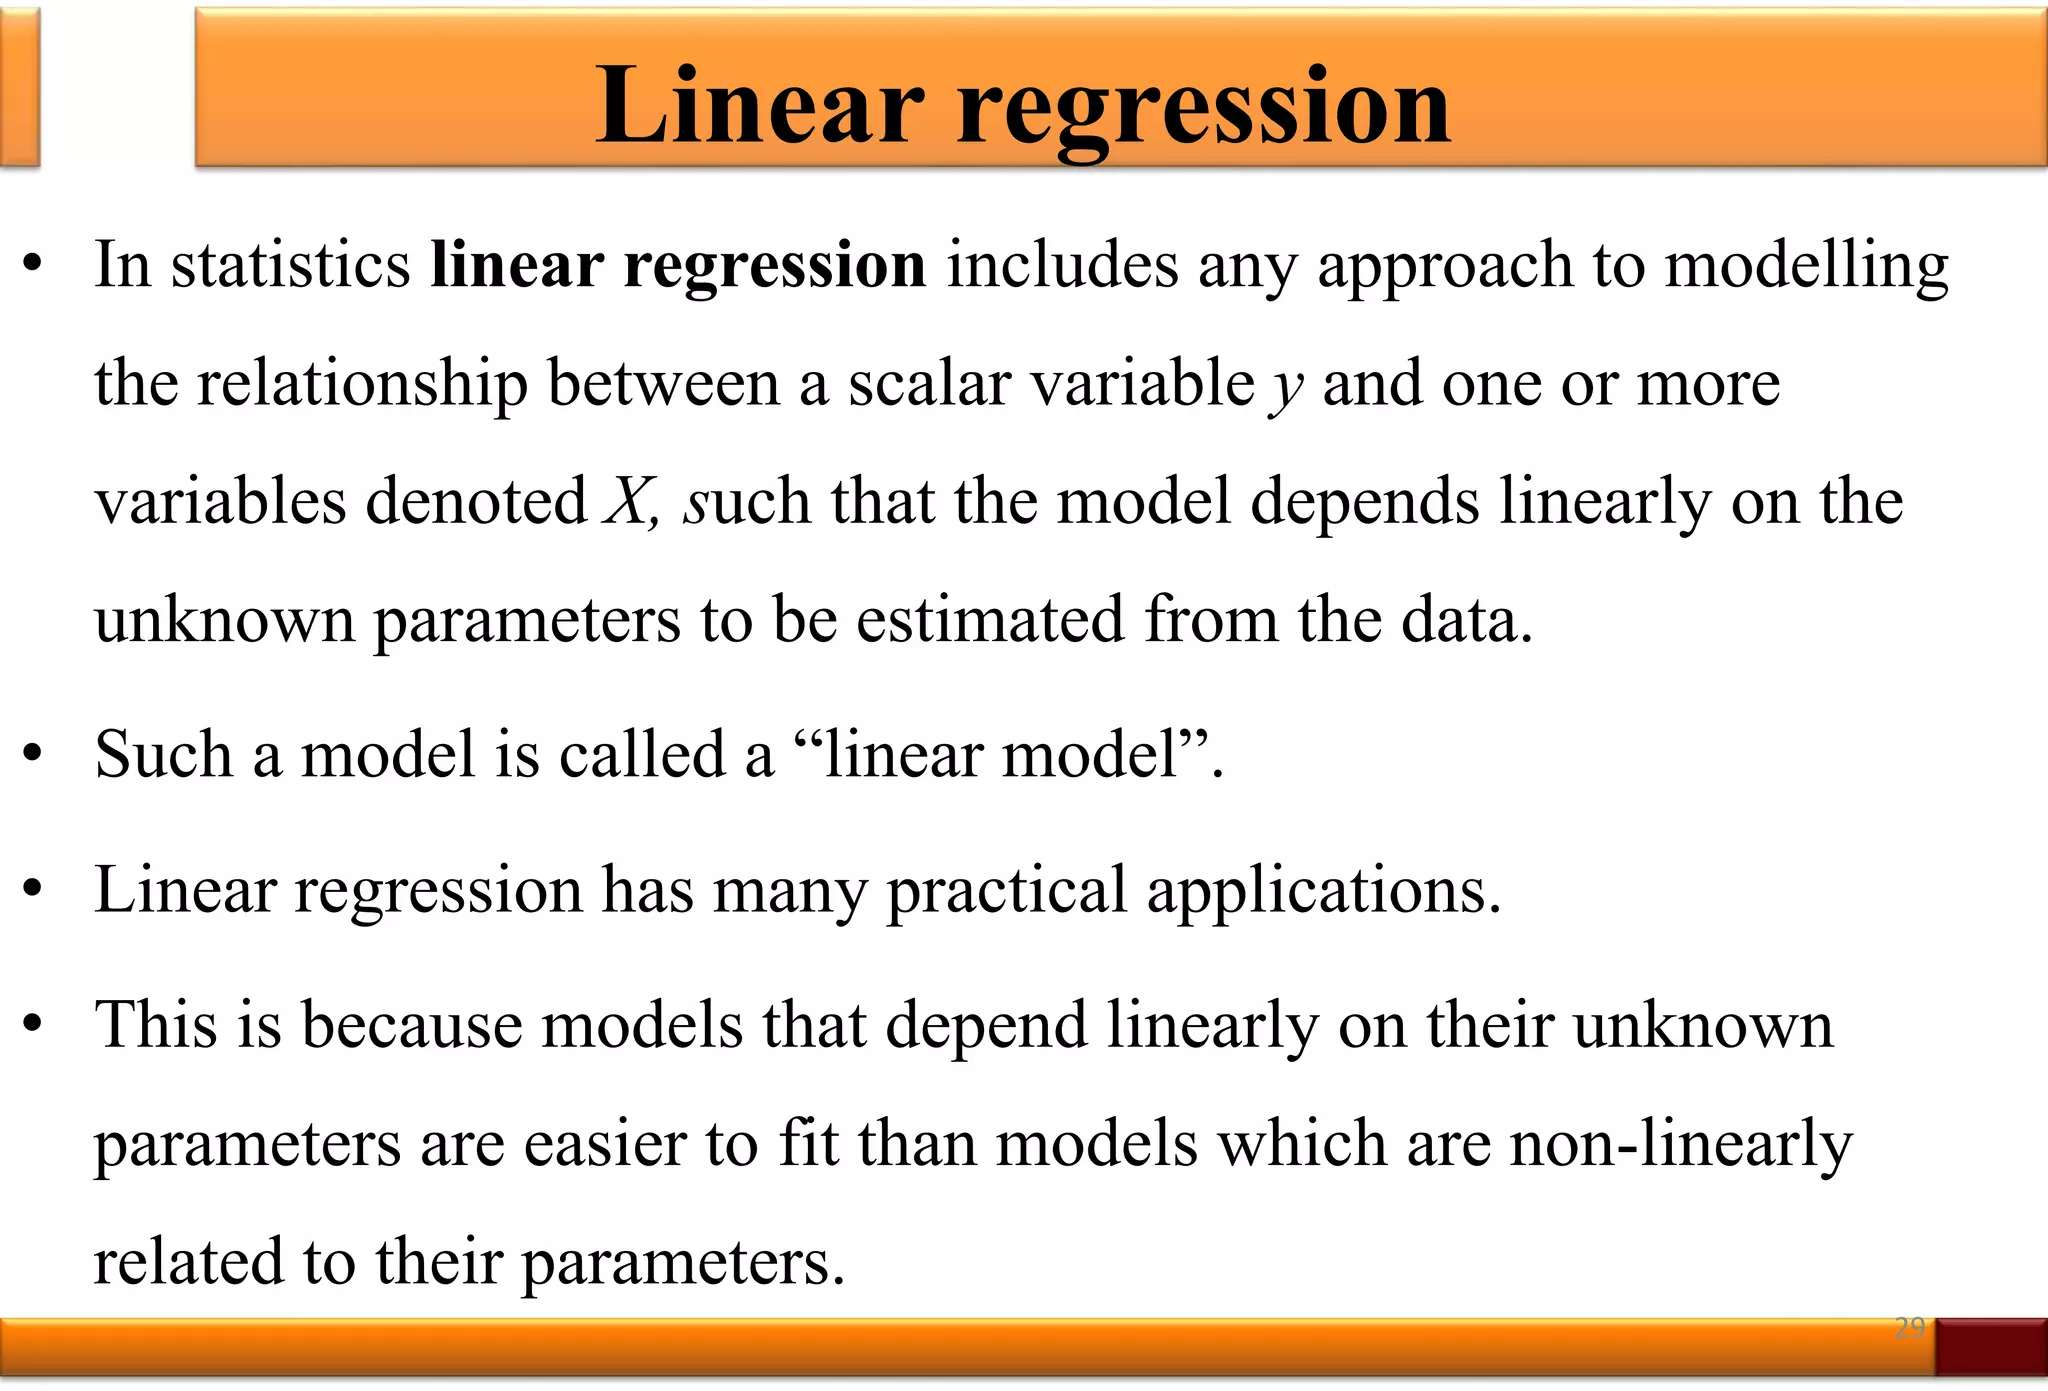 Linear regression
• In statistics linear regression includes any approach to modelling
the relationship between a scalar variable y and one or more
variables denoted X, such that the model depends linearly on the
unknown parameters to be estimated from the data.
• Such a model is called a “linear model”.
• Linear regression has many practical applications.
• This is because models that depend linearly on their unknown
parameters are easier to fit than models which are non-linearly
related to their parameters.
29